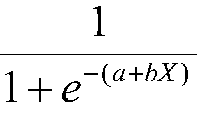 1
1 + e^{-(a+bX)}